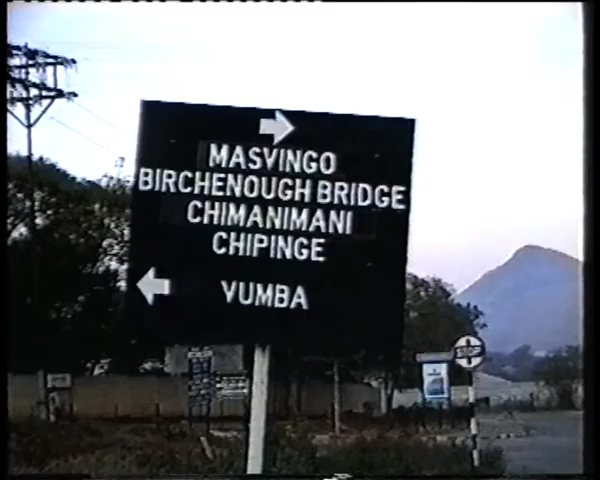 MASVINGO
BIRCHENOUGH BRIDGE
CHIMANIMANI
CHIPINGE
VUMBA
STOP